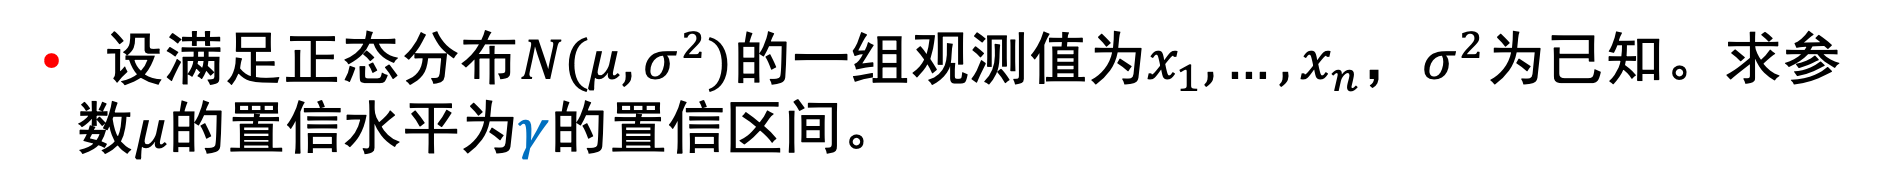 • 设满足正态分布𝑁(𝜇,𝜎²)的一组观测值为𝑥₁,…,𝑥ₙ，𝜎²为已知。求参
数𝜇的置信水平为𝛾的置信区间。